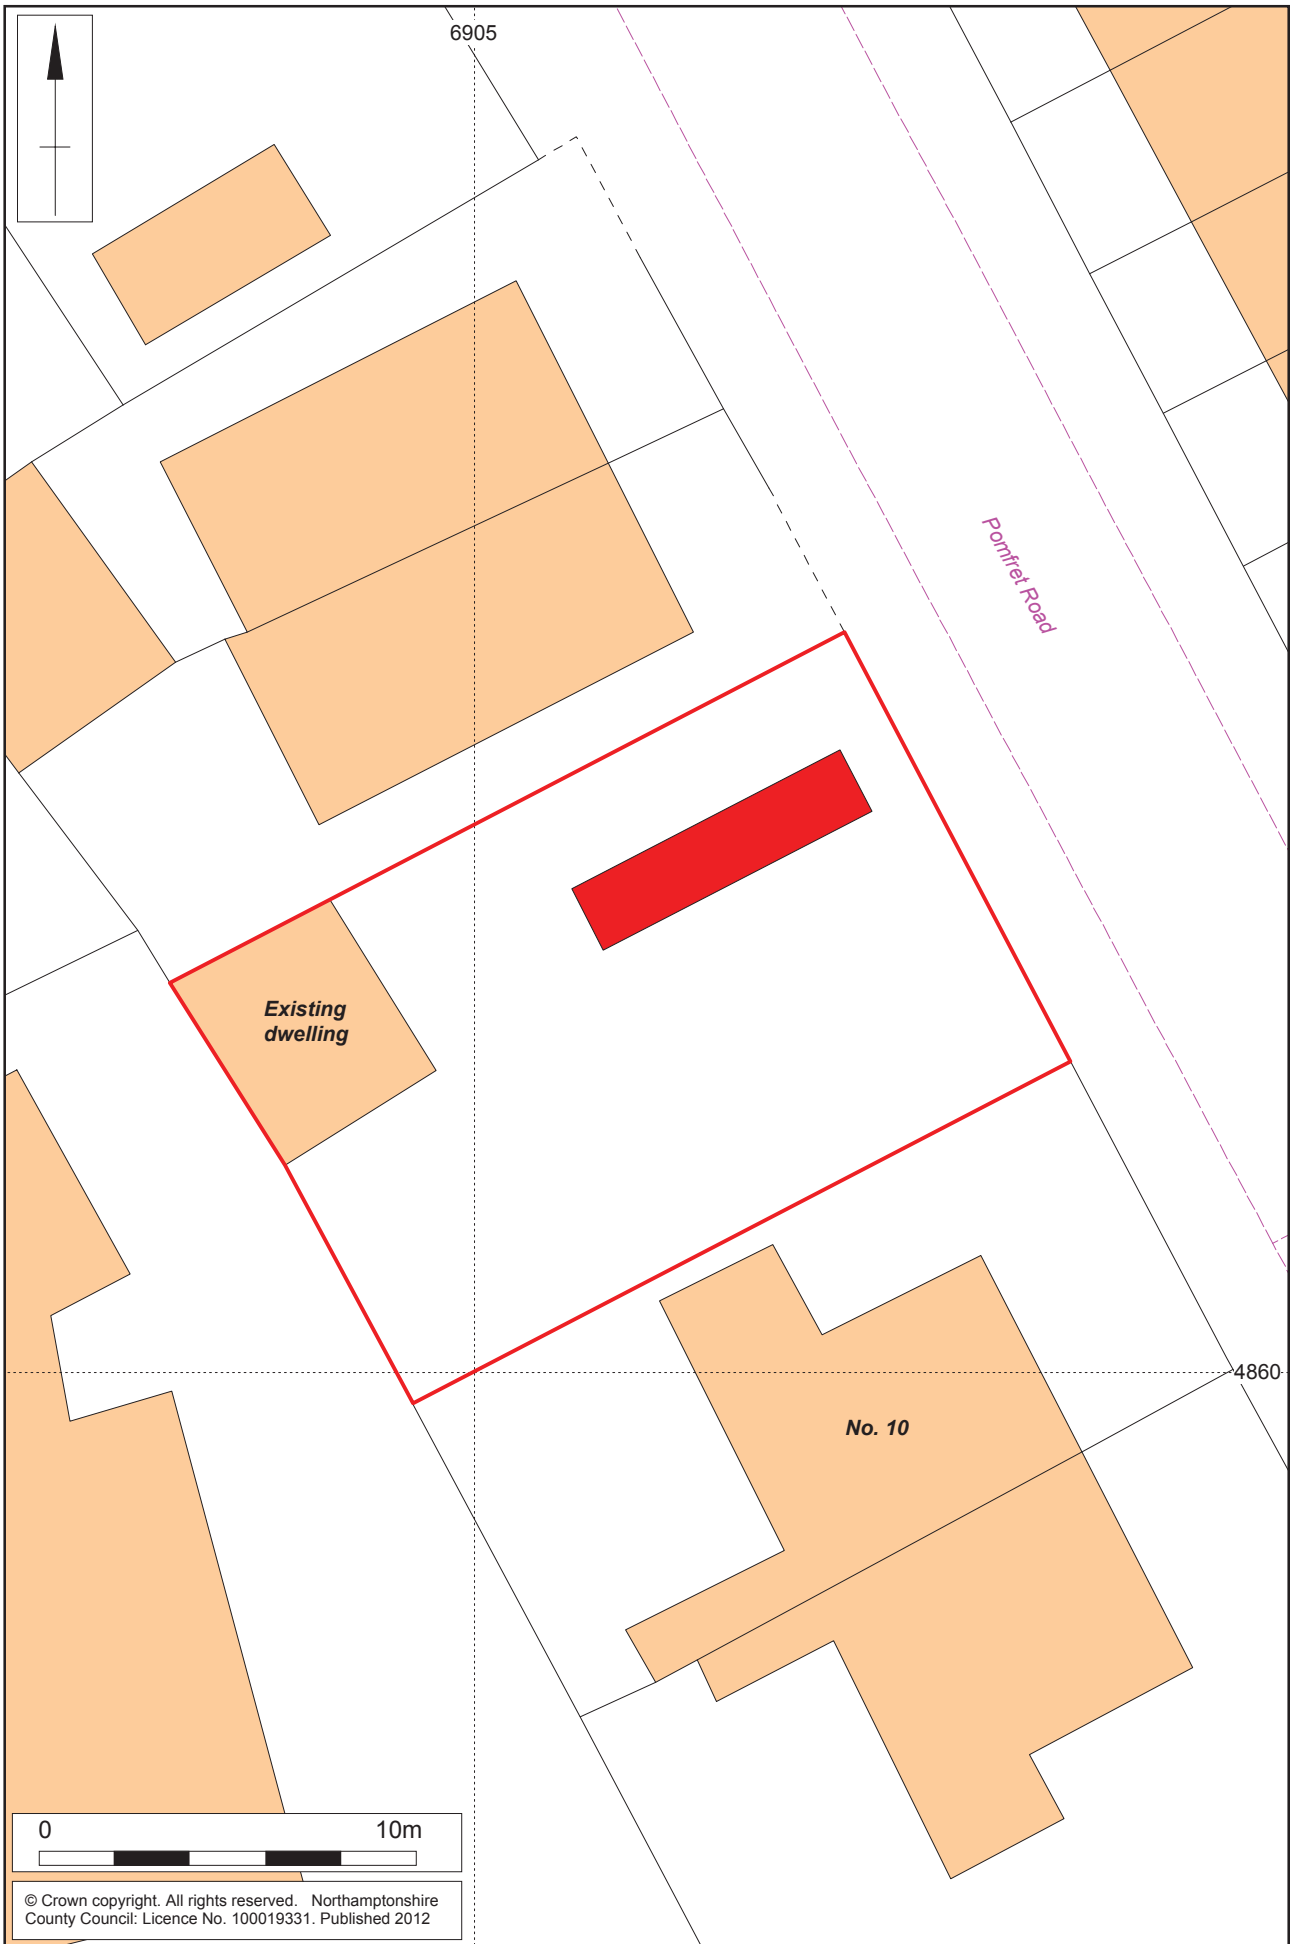 6905
Pomfret Road
Existing
dwelling
4860
No. 10
0 10m
© Crown copyright. All rights reserved. Northamptonshire
County Council: Licence No. 100019331. Published 2012